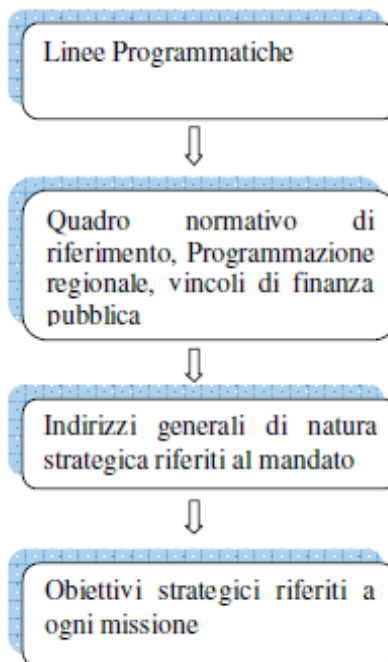 Linee Programmatiche
Quadro normativo di
riferimento, Programmazione
regionale, vincoli di finanza
pubblica
Indirizzi generali di natura
strategica riferiti al mandato
Obiettivi strategici riferiti a
ogni missione